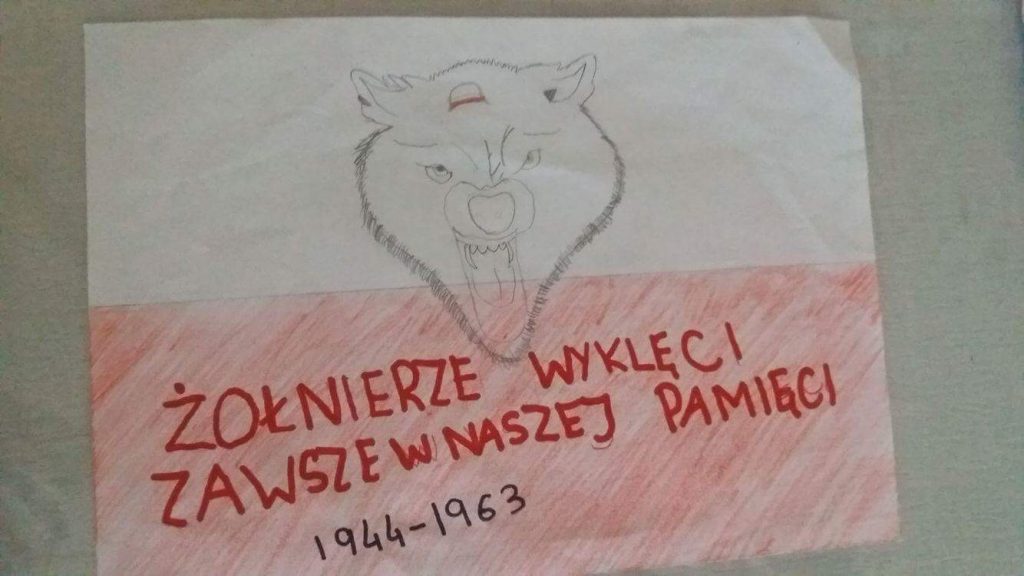 ŻOŁNIERZE WYKLĘCI
ZAWSZE W NASZEJ PAMIĘCI
1944-1963